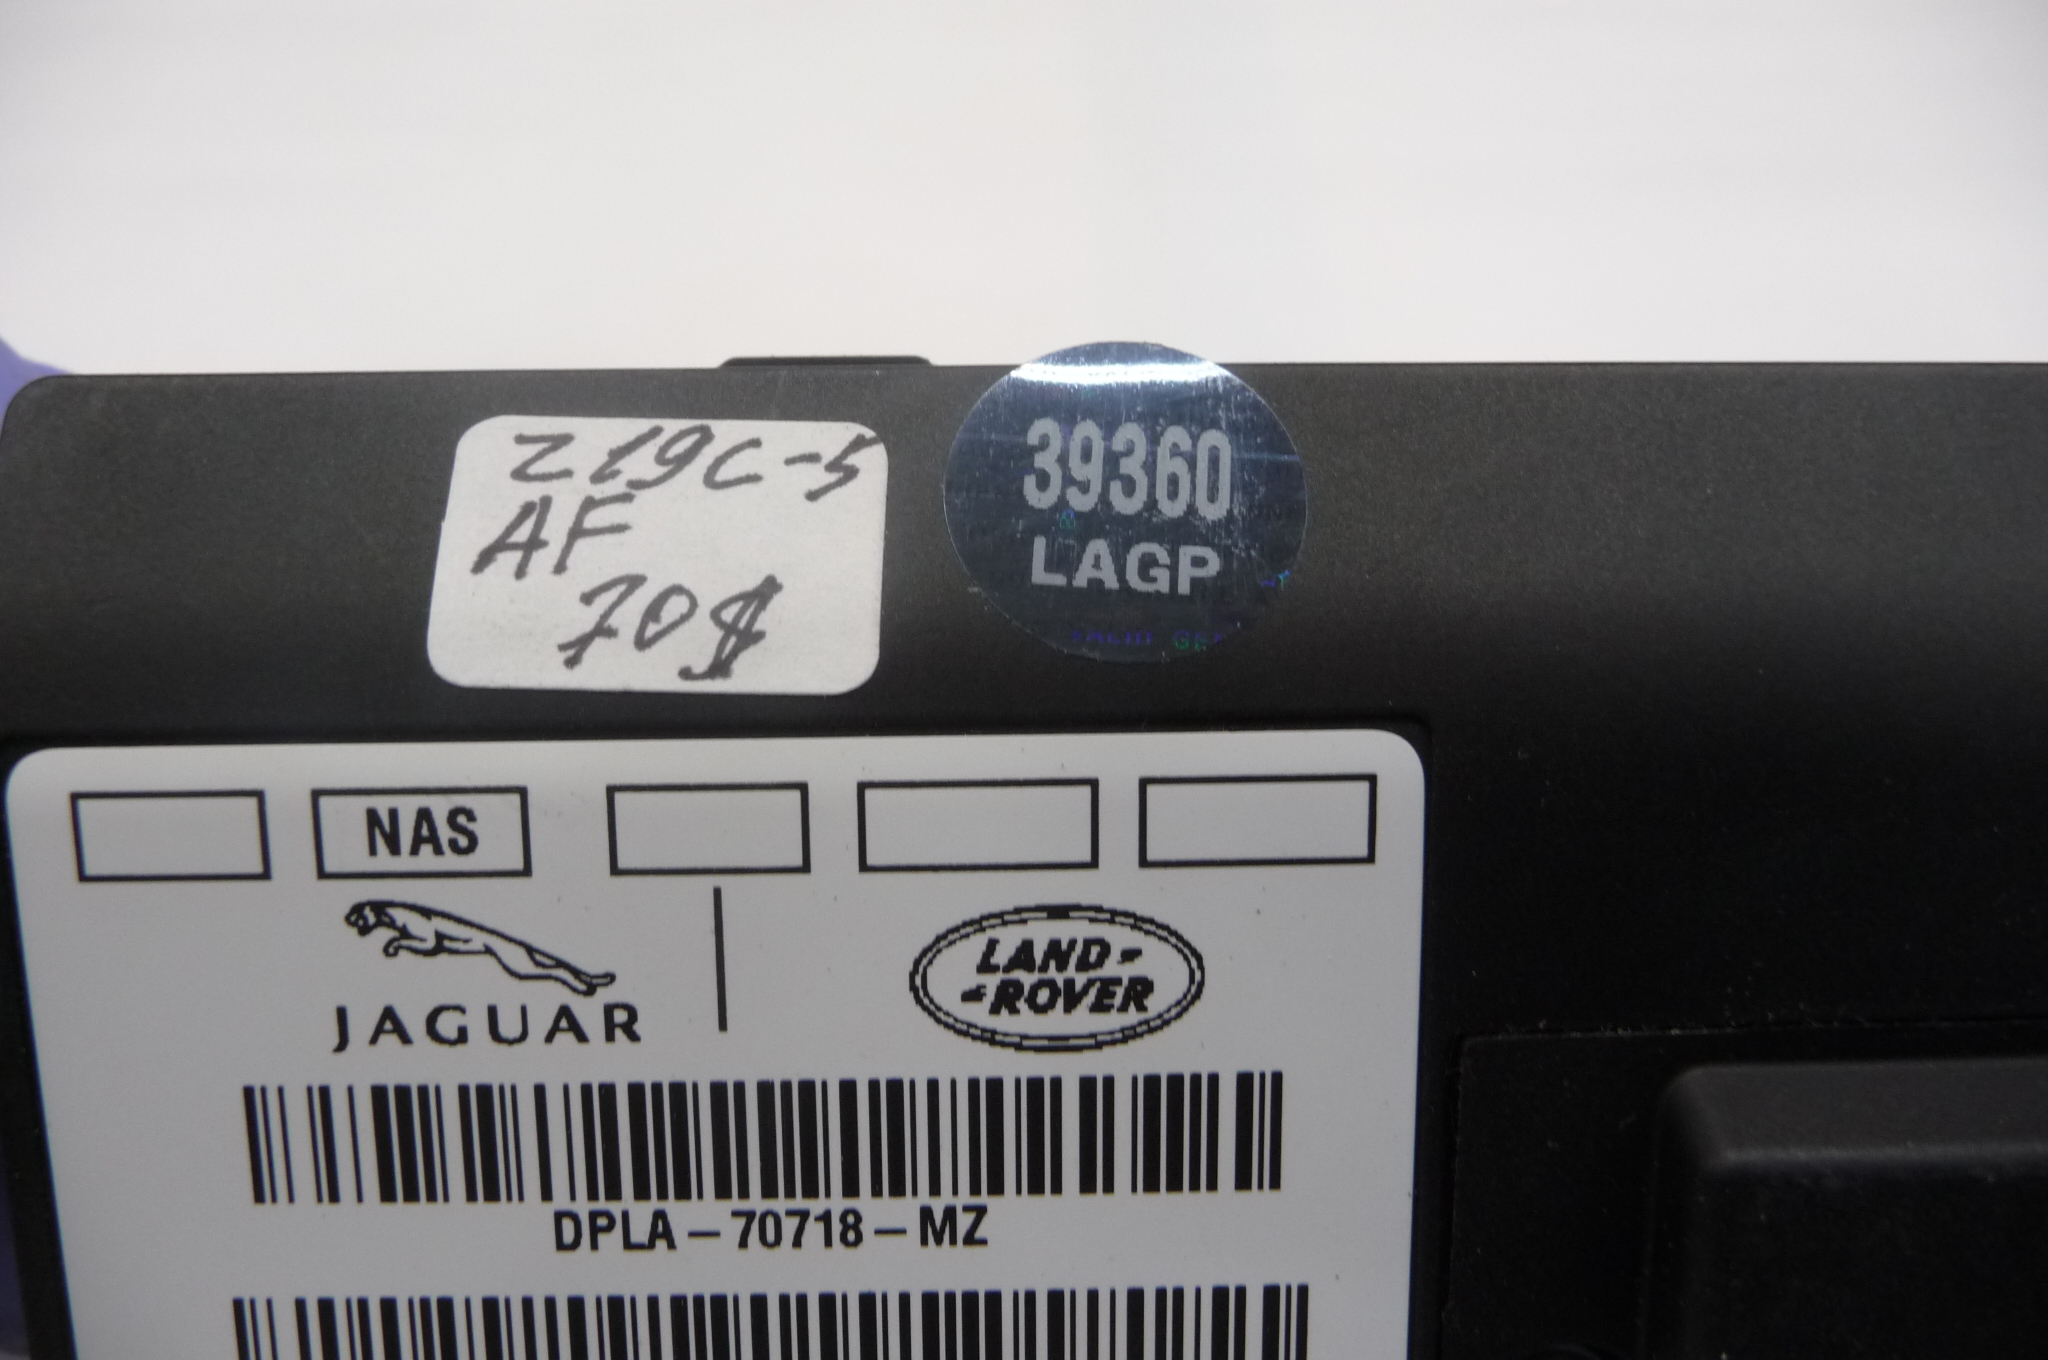 Z19C-5
AF
70$
39360
LAGP
NAS
JAGUAR
LAND-
-ROVER
DPLA-70718-MZ